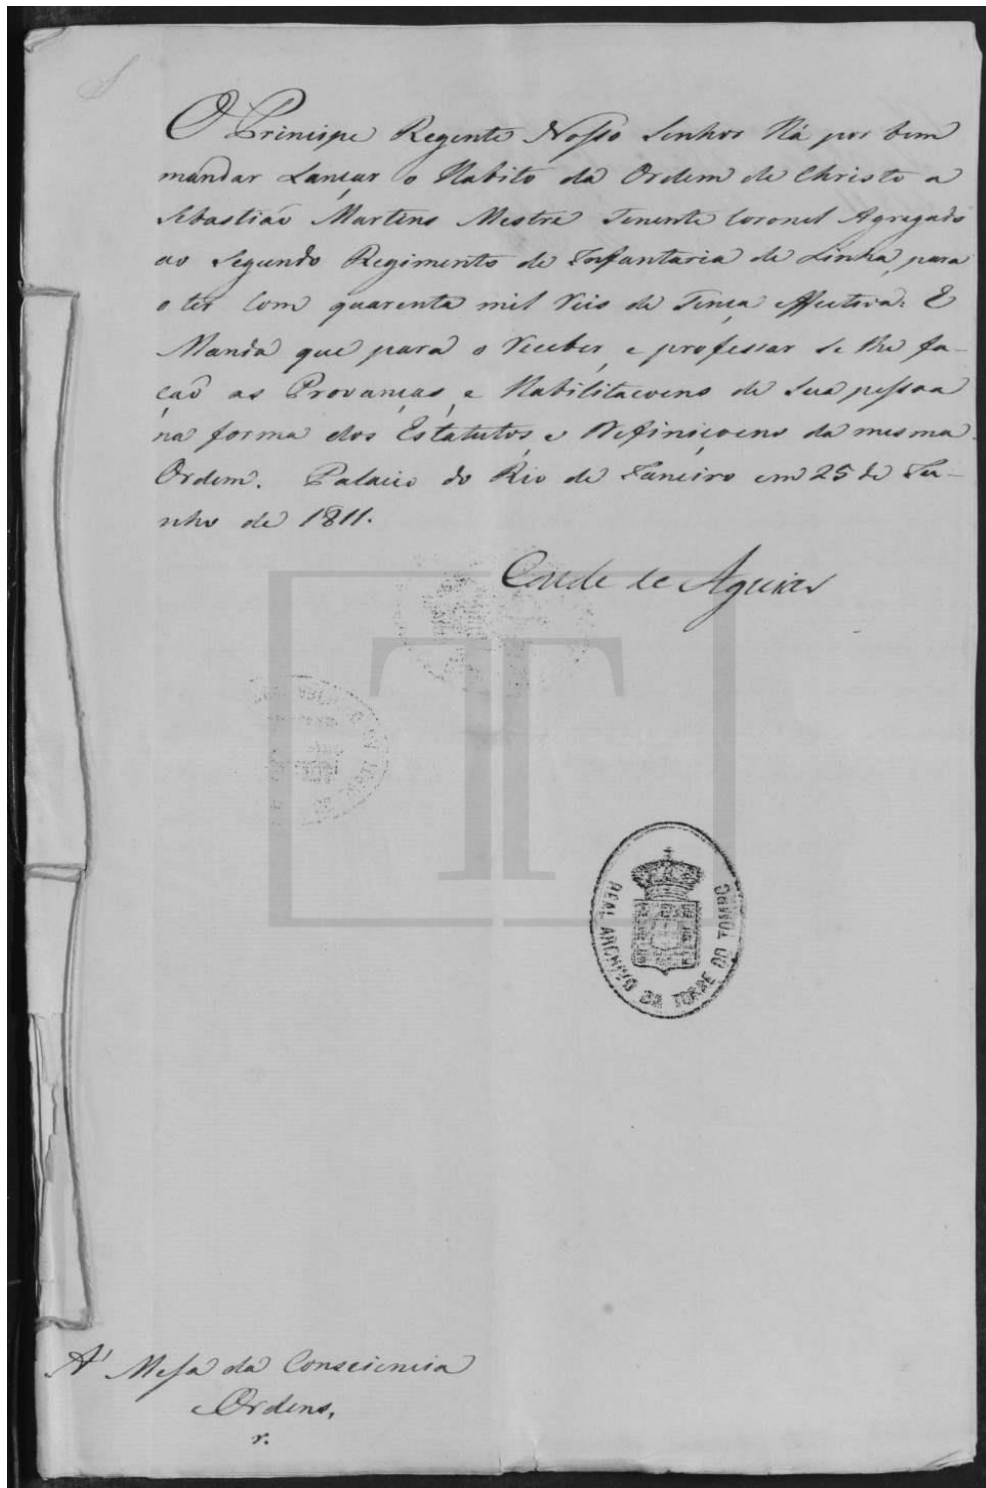 O Principe Regente Nosso Senhor Há por bem
mandar Lançar o Habito da Ordem de Christo a
Sebastião Martins Mestre Tenente Coronel Agregado
ao Segundo Regimento de Infantaria de Linha, para
o ter com quarenta mil reis de Tença effectiva. E
Manda que para o receber, e professar se lhe fa-
ção as Provanças, e Habilitaçoens de Sua pessoa
na forma dos Estatutos, e Definiçoens da mesma
Ordem. Palacio do Rio de Janeiro em 25 de Ju-
nho de 1811.
Conde de Aguiar
TT
REAL ARCHIVO DA TORRE DO TOMBO
A' Mesa da Consciencia
e Ordens,
r.